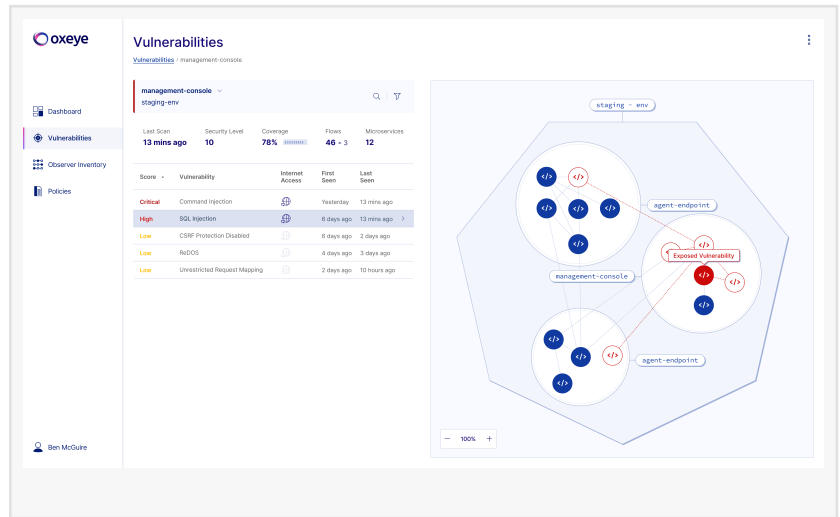 oxeye
Dashboard
Vulnerabilities
Observer Inventory
Policies
Ben McGuire
Vulnerabilities
Vulnerabilities / management-console
management-console
staging-env
Last Scan Security Level Coverage Flows Microservices
13 mins ago 10 78% 46 - 3 12
Score Vulnerability Internet Access First Seen Last Seen
Critical Command Injection Yesterday 13 mins ago
High SQL Injection 6 days ago 13 mins ago >
Low CSRF Protection Disabled 6 days ago 2 days ago
Low ReDOS 4 days ago 3 days ago
Low Unrestricted Request Mapping 2 days ago 10 hours ago
staging - env
</> </>
</> </> </>
agent-endpoint
</>
</> </>
Exposed Vulnerability
management-console
</> </>
</>
</>
</> </>
agent-endpoint
</>
− 100% +